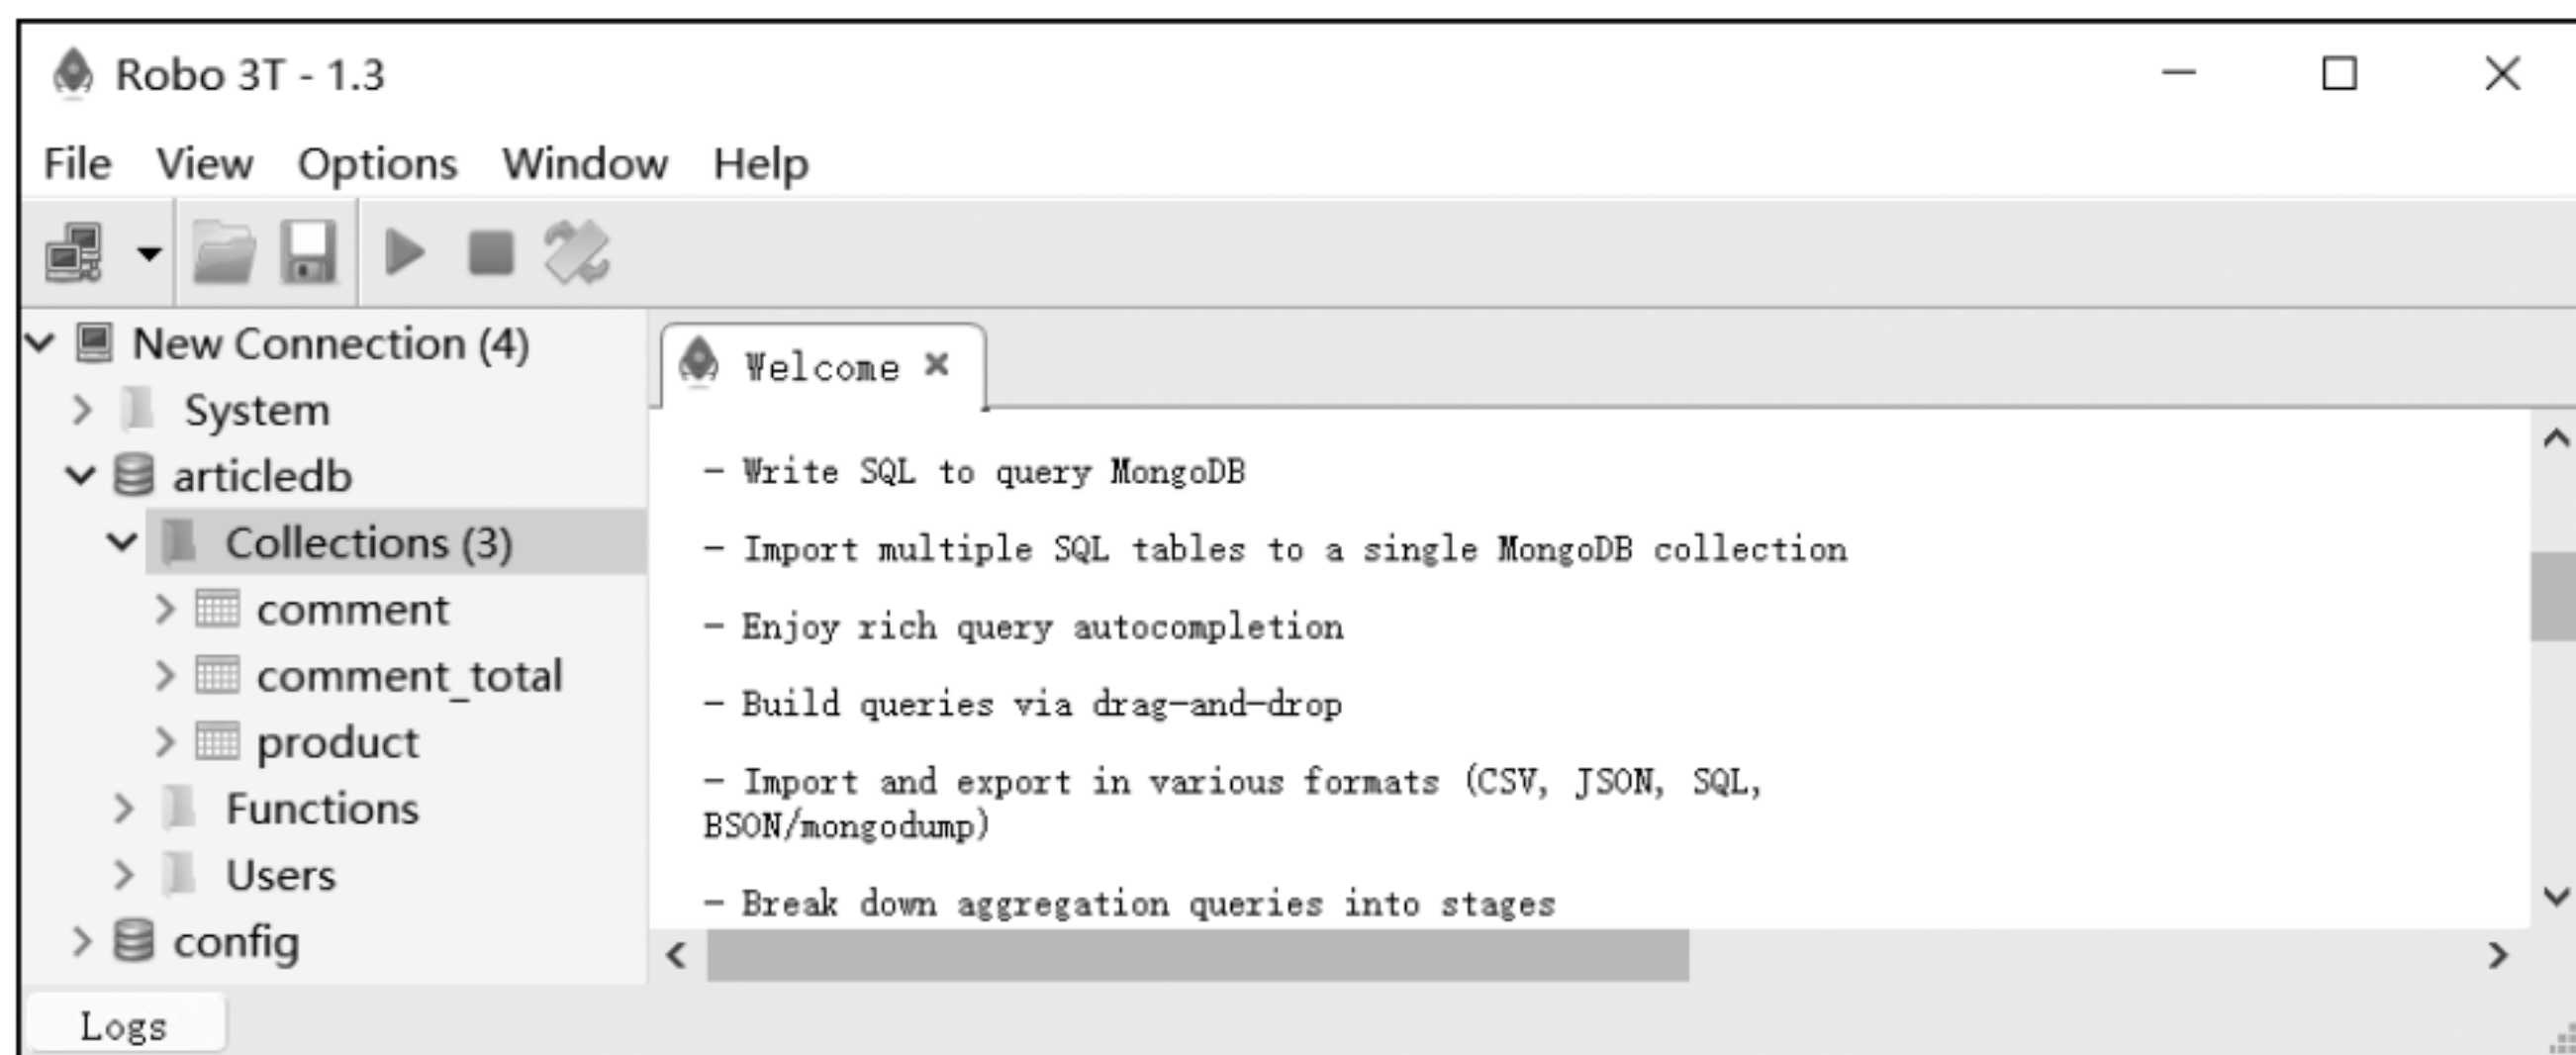 Robo 3T - 1.3
File View Options Window Help
New Connection (4)
System
articledb
Collections (3)
comment
comment_total
product
Functions
Users
config
Welcome
- Write SQL to query MongoDB
- Import multiple SQL tables to a single MongoDB collection
- Enjoy rich query autocompletion
- Build queries via drag-and-drop
- Import and export in various formats (CSV, JSON, SQL,
BSON/mongodump)
- Break down aggregation queries into stages
Logs